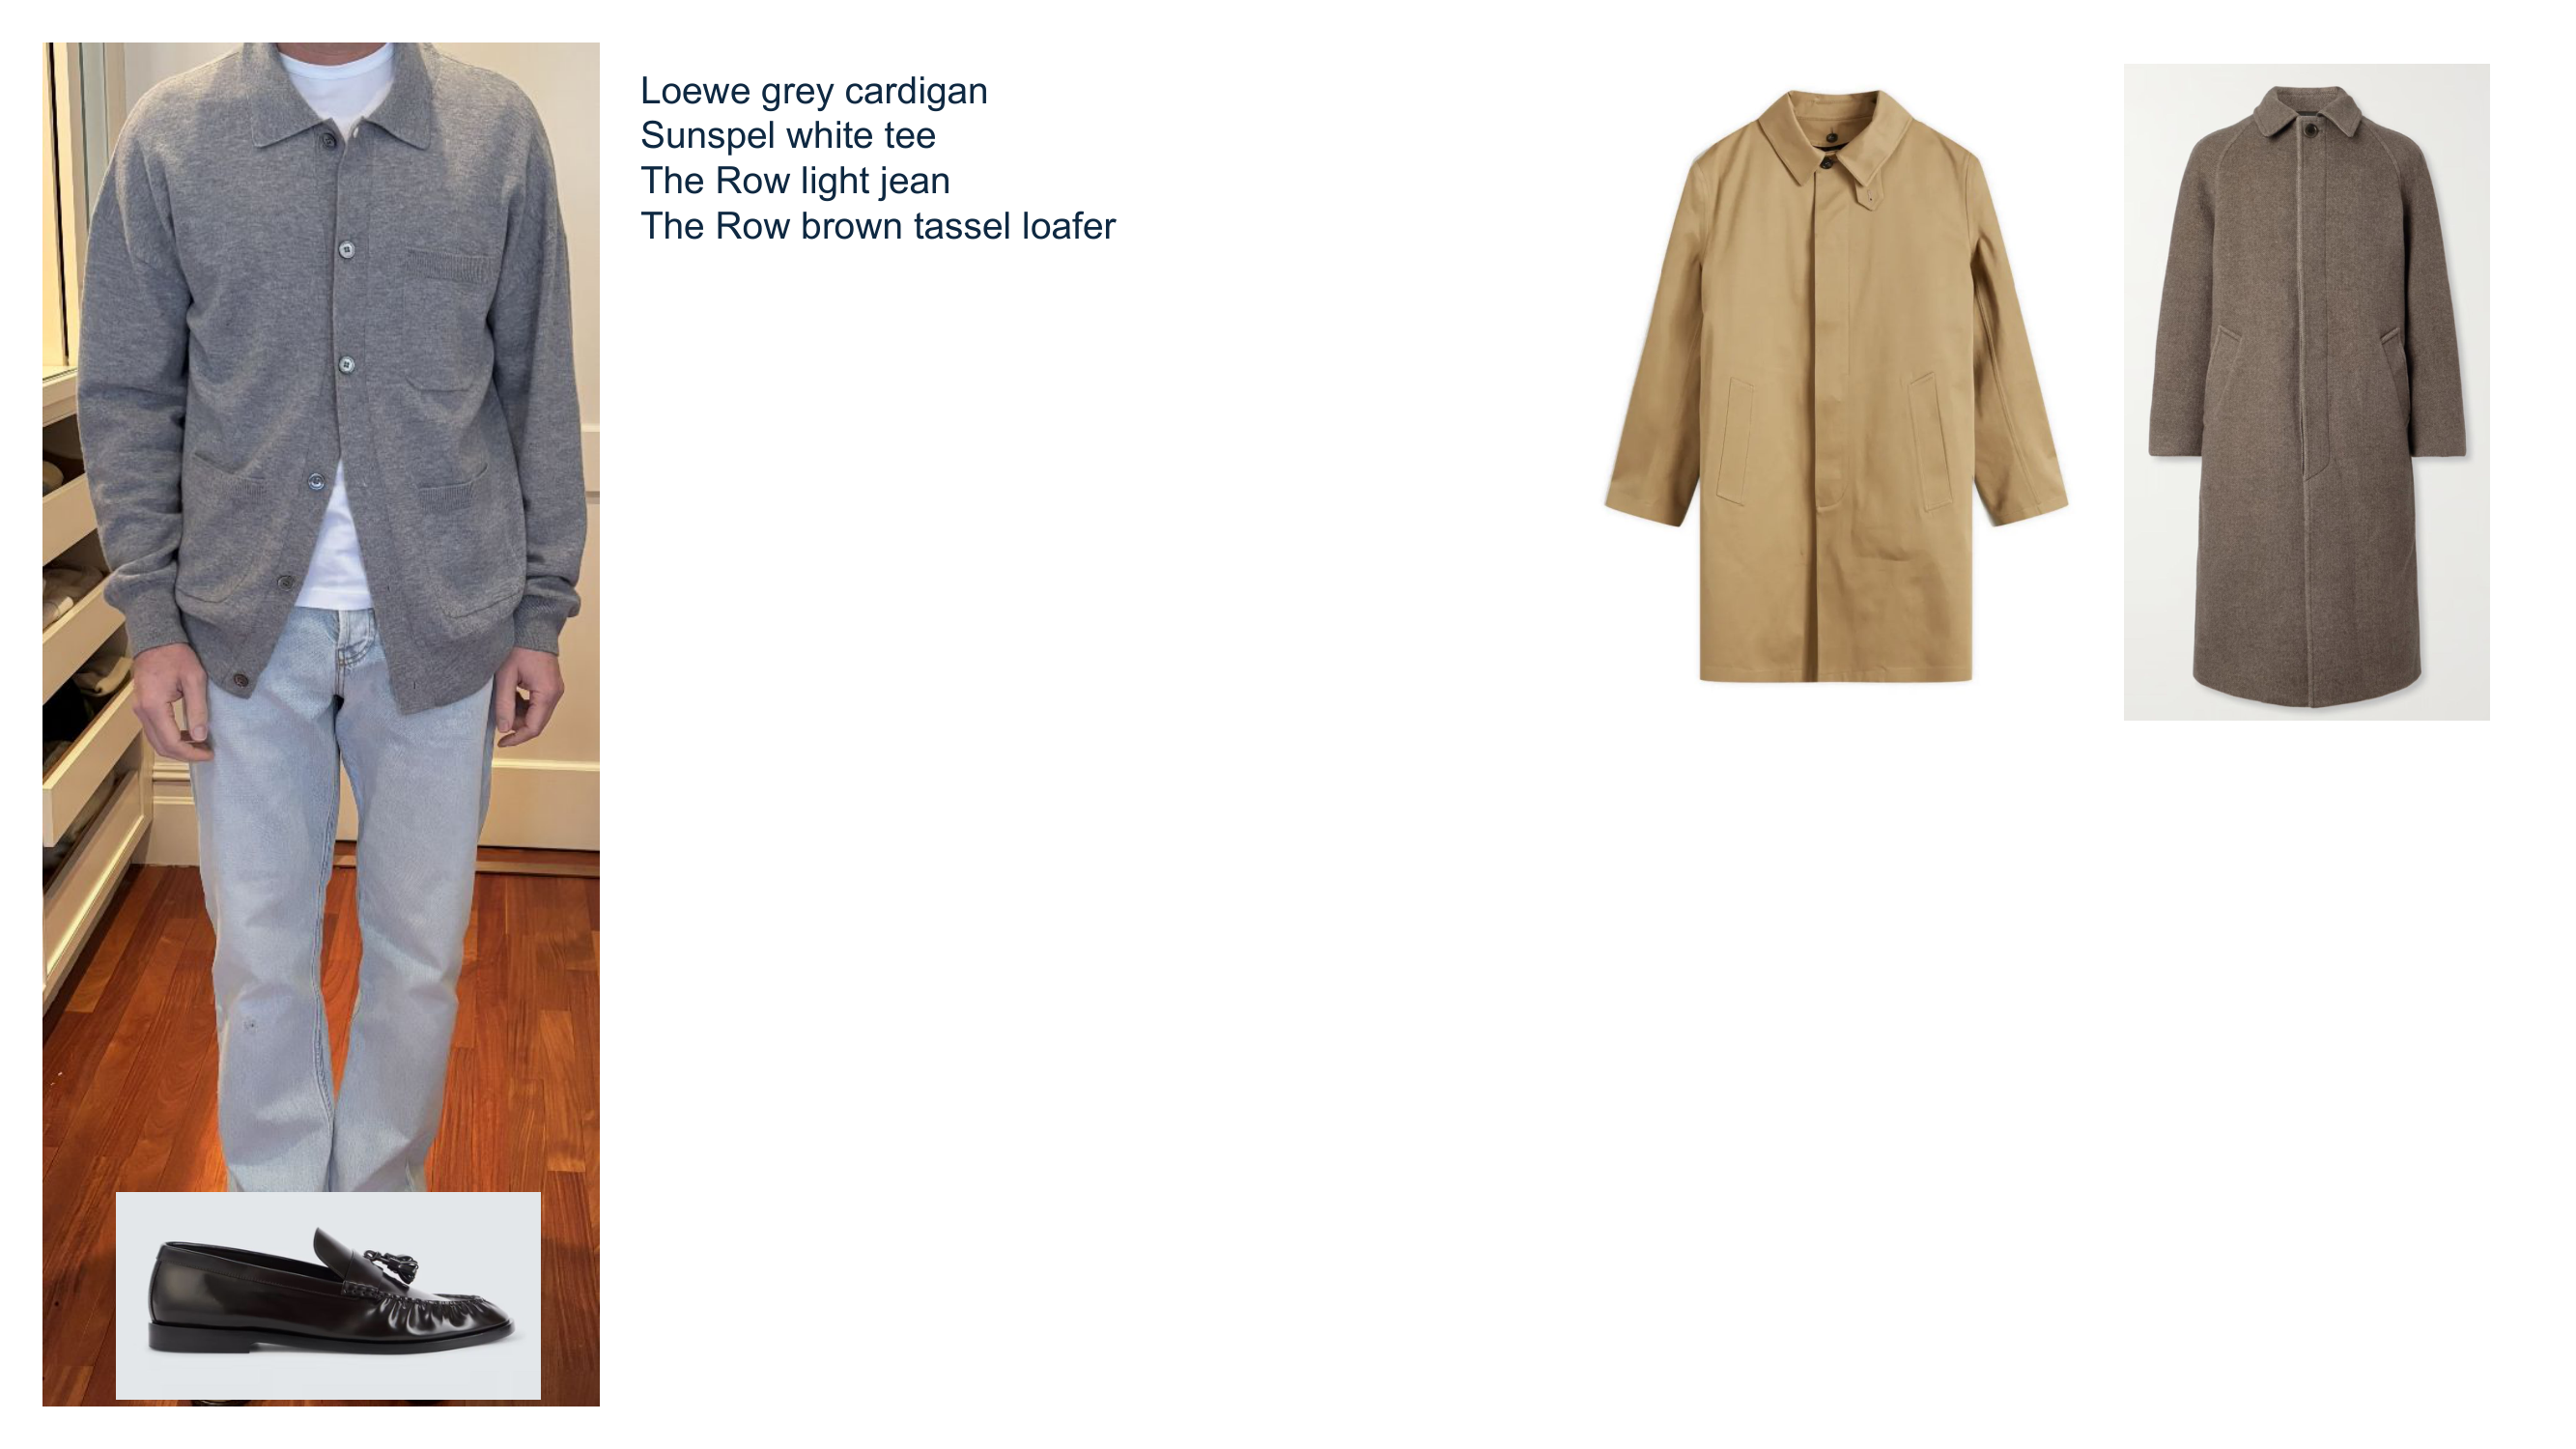 Loewe grey cardigan
Sunspel white tee
The Row light jean
The Row brown tassel loafer